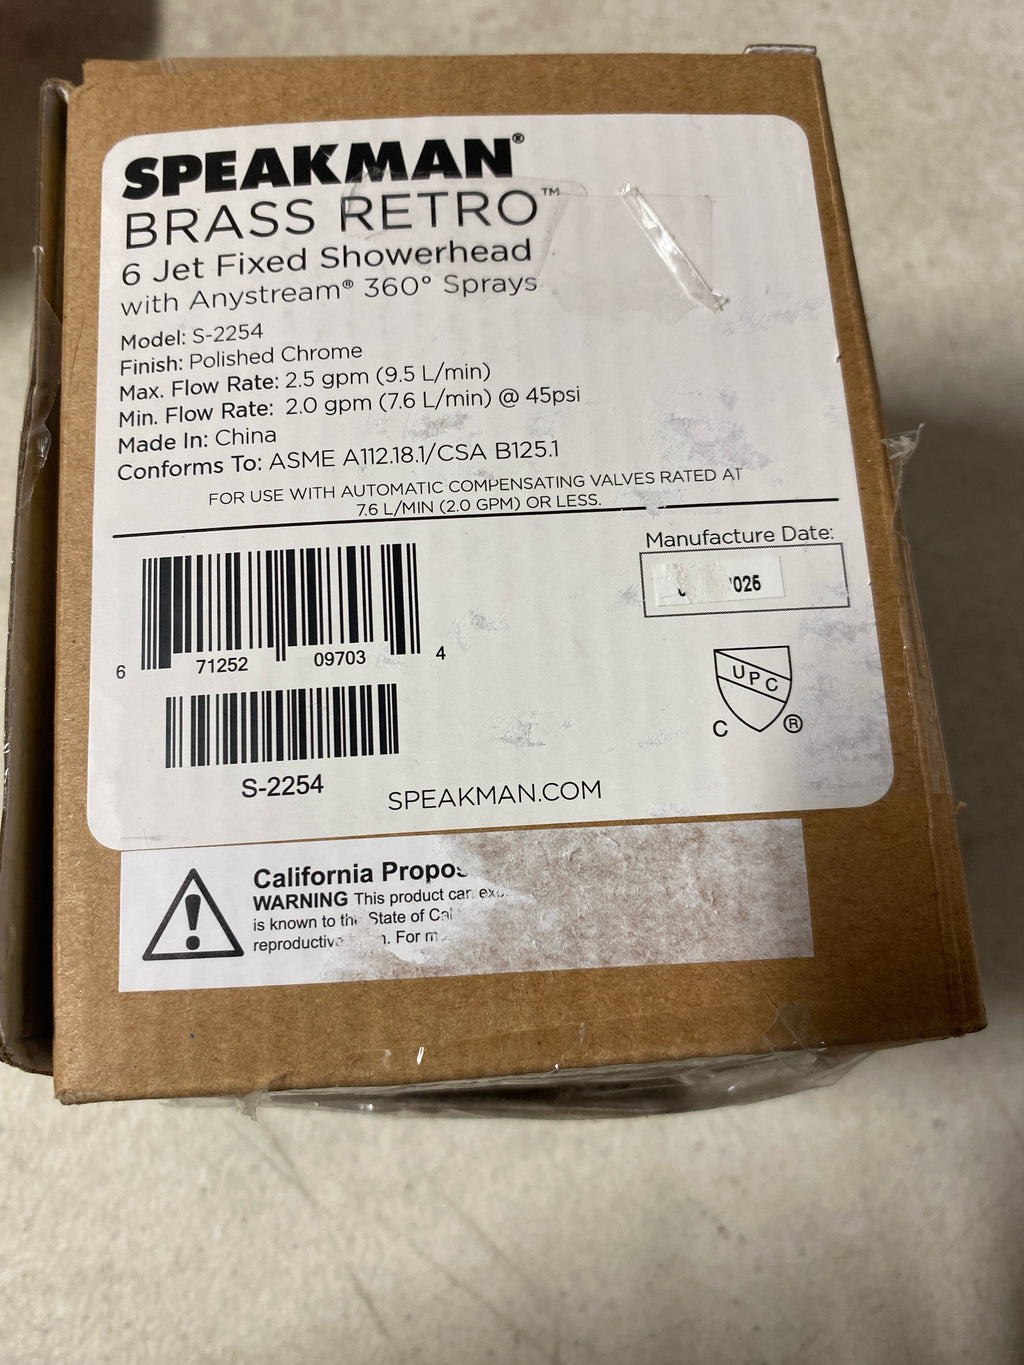 SPEAKMAN®
BRASS RETRO™
6 Jet Fixed Showerhead
with Anystream® 360° Sprays
Model: S-2254
Finish: Polished Chrome
Max. Flow Rate: 2.5 gpm (9.5 L/min)
Min. Flow Rate: 2.0 gpm (7.6 L/min) @ 45psi
Made In: China
Conforms To: ASME A112.18.1/CSA B125.1
FOR USE WITH AUTOMATIC COMPENSATING VALVES RATED AT
7.6 L/MIN (2.0 GPM) OR LESS.
Manufacture Date:
6 71252 09703 4
UPC
C ®
S-2254
SPEAKMAN.COM
California
WARNING This product can
is known to the State of
For